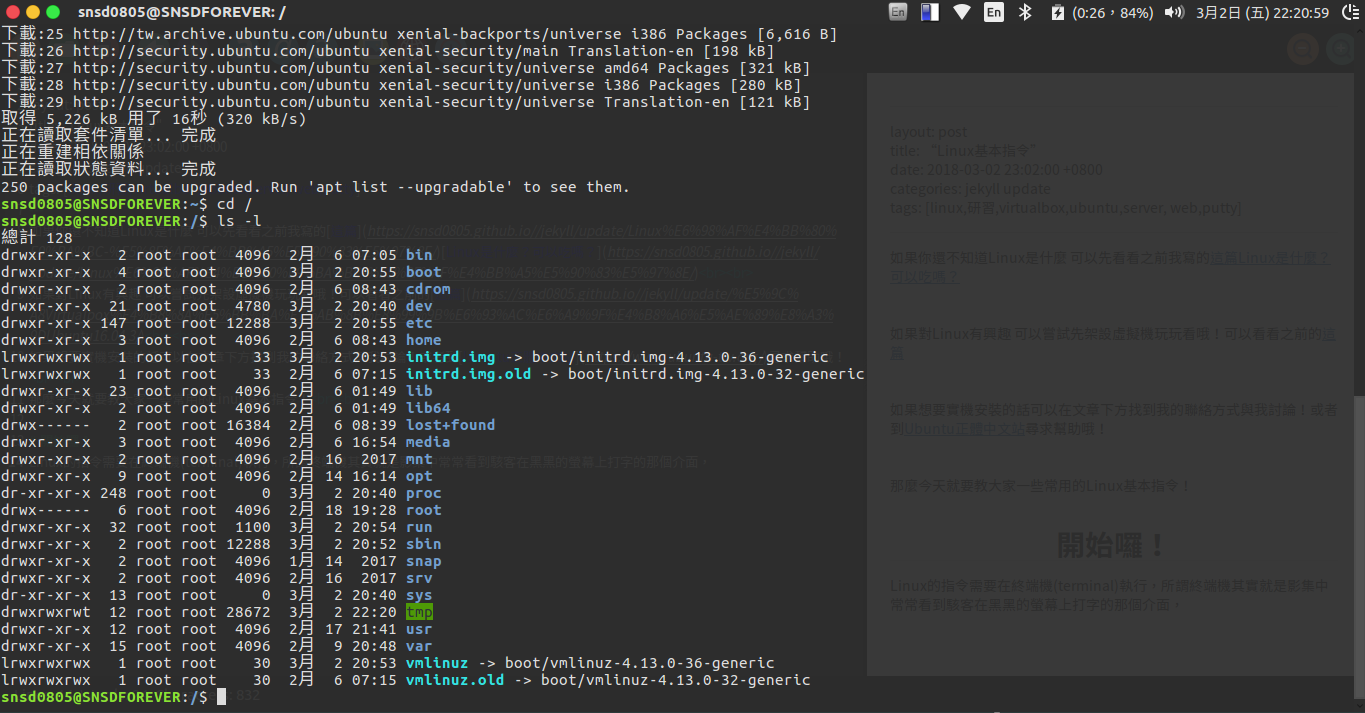 snsd0805@SNSDFOREVER: /
En En (0:26，84%) 3月2日 (五) 22:20:59
下載:25 http://tw.archive.ubuntu.com/ubuntu xenial-backports/universe i386 Packages [6,616 B]
下載:26 http://security.ubuntu.com/ubuntu xenial-security/main Translation-en [198 kB]
下載:27 http://security.ubuntu.com/ubuntu xenial-security/universe amd64 Packages [321 kB]
下載:28 http://security.ubuntu.com/ubuntu xenial-security/universe i386 Packages [280 kB]
下載:29 http://security.ubuntu.com/ubuntu xenial-security/universe Translation-en [121 kB]
取得 5,226 kB 用了 16秒 (320 kB/s)
正在讀取套件清單... 完成
正在重建相依關係
正在讀取狀態資料... 完成
250 packages can be upgraded. Run 'apt list --upgradable' to see them.
snsd0805@SNSDFOREVER:~$ cd /
snsd0805@SNSDFOREVER:/$ ls -l
總計 128
drwxr-xr-x   2 root root  4096  2月  6 07:05 bin
drwxr-xr-x   4 root root  4096  3月  2 20:55 boot
drwxr-xr-x   2 root root  4096  2月  6 08:43 cdrom
drwxr-xr-x  21 root root  4780  3月  2 20:40 dev
drwxr-xr-x 147 root root 12288  3月  2 20:55 etc
drwxr-xr-x   3 root root  4096  2月  6 08:43 home
lrwxrwxrwx   1 root root    33  3月  2 20:53 initrd.img -> boot/initrd.img-4.13.0-36-generic
lrwxrwxrwx   1 root root    33  2月  6 07:15 initrd.img.old -> boot/initrd.img-4.13.0-32-generic
drwxr-xr-x  23 root root  4096  2月  6 01:49 lib
drwxr-xr-x   2 root root  4096  2月  6 01:49 lib64
drwx------   2 root root 16384  2月  6 08:39 lost+found
drwxr-xr-x   3 root root  4096  2月  6 16:54 media
drwxr-xr-x   2 root root  4096  2月 16  2017 mnt
drwxr-xr-x   9 root root  4096  2月 14 16:14 opt
dr-xr-xr-x 248 root root     0  3月  2 20:40 proc
drwx------   6 root root  4096  2月 18 19:28 root
drwxr-xr-x  32 root root  1100  3月  2 20:54 run
drwxr-xr-x   2 root root 12288  3月  2 20:52 sbin
drwxr-xr-x   2 root root  4096  1月 14  2017 snap
drwxr-xr-x   2 root root  4096  2月 16  2017 srv
dr-xr-xr-x  13 root root     0  3月  2 20:40 sys
drwxrwxrwt  12 root root 28672  3月  2 22:20 tmp
drwxr-xr-x  12 root root  4096  2月 17 21:41 usr
drwxr-xr-x  15 root root  4096  2月  9 20:48 var
lrwxrwxrwx   1 root root    30  3月  2 20:53 vmlinuz -> boot/vmlinuz-4.13.0-36-generic
lrwxrwxrwx   1 root root    30  2月  6 07:15 vmlinuz.old -> boot/vmlinuz-4.13.0-32-generic
snsd0805@SNSDFOREVER:/$
layout: post
title: “Linux基本指令”
date: 2018-03-02 23:02:00 +0800
categories: jekyll update
tags: [linux,研習,virtualbox,ubuntu,server, web,putty]
如果你還不知道Linux是什麼 可以先看看之前我寫的這篇Linux是什麼？
可以吃嗎？
如果對Linux有興趣 可以嘗試先架設虛擬機玩玩看哦！可以看看之前的這
篇
如果想要實機安裝的話可以在文章下方找到我的聯絡方式與我討論！或者
到Ubuntu正體中文站尋求幫助哦！
那麼今天就要教大家一些常用的Linux基本指令！
開始囉！
Linux的指令需要在終端機(terminal)執行，所謂終端機其實就是影集中
常常看到駭客在黑黑的螢幕上打字的那個介面。